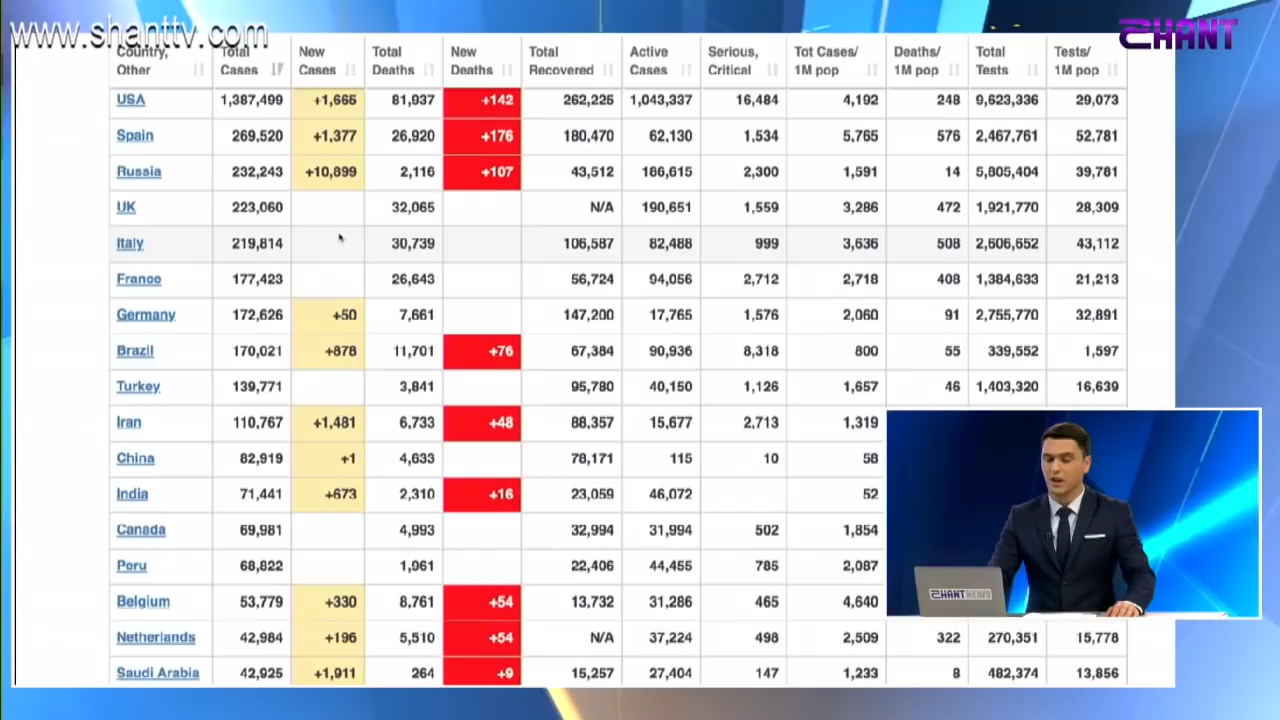 www.shanttv.com
SHANT
Country, Other Total Cases New Cases Total Deaths New Deaths Total Recovered Active Cases Serious, Critical Tot Cases/ 1M pop Deaths/ 1M pop Total Tests Tests/ 1M pop
USA 1,387,499 +1,665 81,937 +142 262,225 1,043,337 16,484 4,192 248 9,623,336 29,073
Spain 269,520 +1,377 26,920 +176 180,470 62,130 1,534 5,765 576 2,467,761 52,781
Russia 232,243 +10,899 2,116 +107 43,512 186,615 2,300 1,591 14 5,805,404 39,781
UK 223,060 32,065 N/A 190,651 1,559 3,286 472 1,921,770 28,309
Italy 219,814 30,739 106,587 82,488 999 3,636 508 2,606,652 43,112
France 177,423 26,643 56,724 94,056 2,712 2,718 408 1,384,633 21,213
Germany 172,626 +50 7,661 147,200 17,765 1,576 2,060 91 2,755,770 32,891
Brazil 170,021 +878 11,701 +76 67,384 90,936 8,318 800 55 339,552 1,597
Turkey 139,771 3,841 95,780 40,150 1,126 1,657 46 1,403,320 16,639
Iran 110,767 +1,481 6,733 +48 88,357 15,677 2,713 1,319
China 82,919 +1 4,633 78,171 115 10 58
India 71,441 +673 2,310 +16 23,059 46,072 52
Canada 69,981 4,993 32,994 31,994 502 1,854
Peru 68,822 1,961 22,406 44,455 785 2,087
Belgium 53,779 +330 8,761 +54 13,732 31,286 465 4,640
SHANT NEWS
Netherlands 42,984 +196 5,510 +54 N/A 37,224 498 2,509 322 270,351 15,778
Saudi Arabia 42,925 +1,911 264 +9 15,257 27,404 147 1,233 8 482,374 13,856